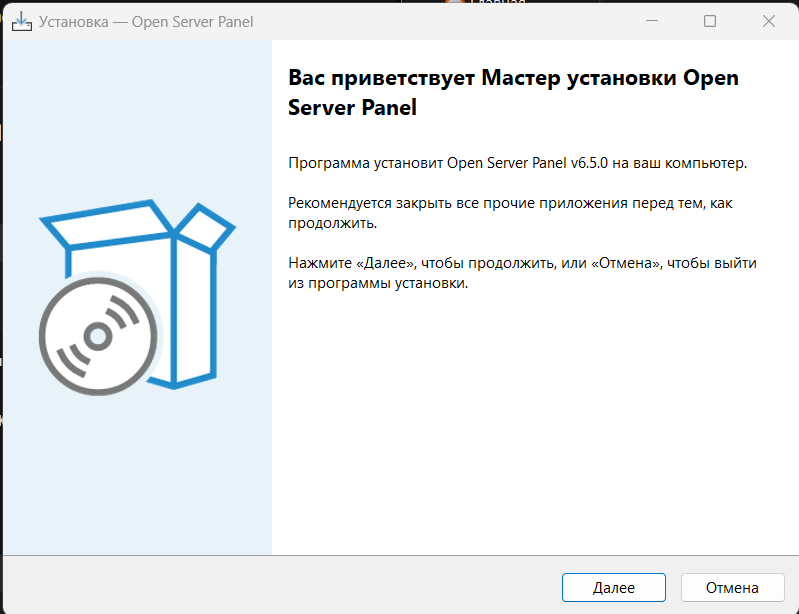 Установка — Open Server Panel
Вас приветствует Мастер установки Open
Server Panel
Программа установит Open Server Panel v6.5.0 на ваш компьютер.
Рекомендуется закрыть все прочие приложения перед тем, как
продолжить.
Нажмите «Далее», чтобы продолжить, или «Отмена», чтобы выйти
из программы установки.
Далее
Отмена